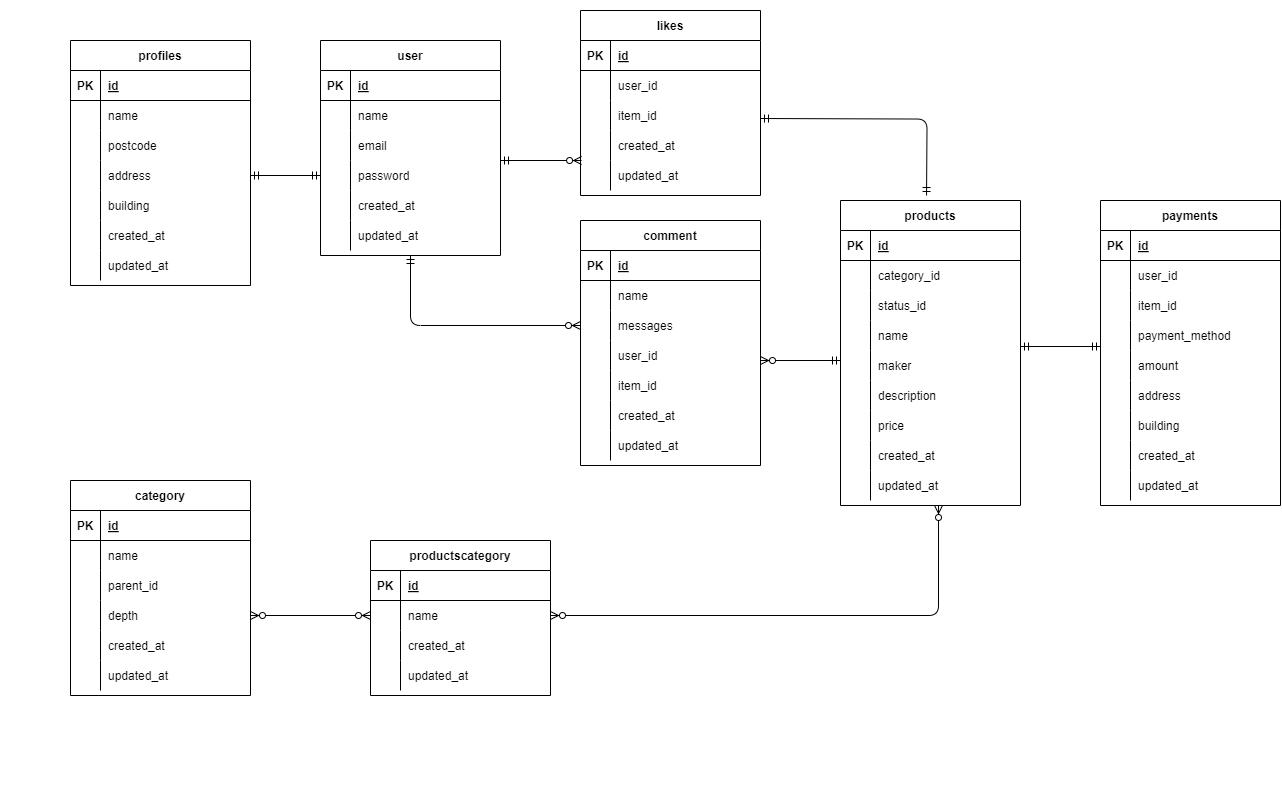 profiles
PK id
name
postcode
address
building
created_at
updated_at
user
PK id
name
email
password
created_at
updated_at
likes
PK id
user_id
item_id
created_at
updated_at
comment
PK id
name
messages
user_id
item_id
created_at
updated_at
products
PK id
category_id
status_id
name
maker
description
price
created_at
updated_at
payments
PK id
user_id
item_id
payment_method
amount
address
building
created_at
updated_at
category
PK id
name
parent_id
depth
created_at
updated_at
productscategory
PK id
name
created_at
updated_at